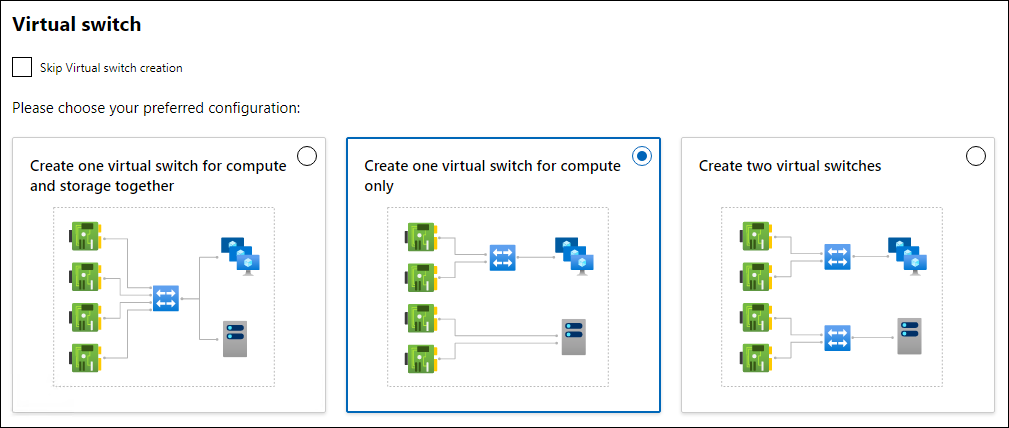 Virtual switch
Skip Virtual switch creation
Please choose your preferred configuration:
Create one virtual switch for compute
and storage together
Create one virtual switch for compute
only
Create two virtual switches